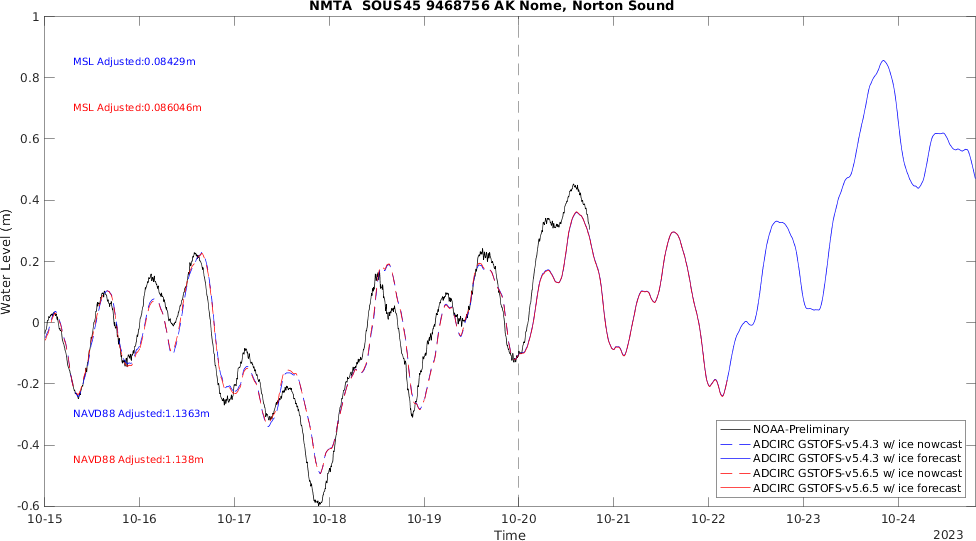 NMTA SOUS45 9468756 AK Nome, Norton Sound
1
0.8
0.6
0.4
0.2
0
-0.2
-0.4
-0.6
Water Level (m)
MSL Adjusted:0.08429m
MSL Adjusted:0.086046m
NAVD88 Adjusted:1.1363m
NAVD88 Adjusted:1.138m
NOAA-Preliminary
ADCIRC GSTOFS-v5.4.3 w/ ice nowcast
ADCIRC GSTOFS-v5.4.3 w/ ice forecast
ADCIRC GSTOFS-v5.6.5 w/ ice nowcast
ADCIRC GSTOFS-v5.6.5 w/ ice forecast
10-15 10-16 10-17 10-18 10-19 10-20 10-21 10-22 10-23 10-24
Time
2023